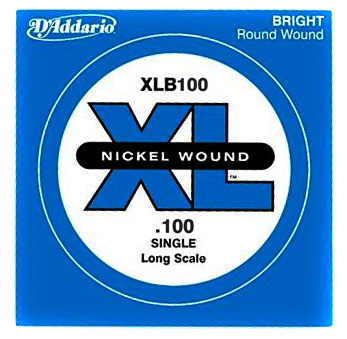 D'Addario
BRIGHT
Round Wound
XLB100
XL
NICKEL WOUND
™
.100
SINGLE
Long Scale